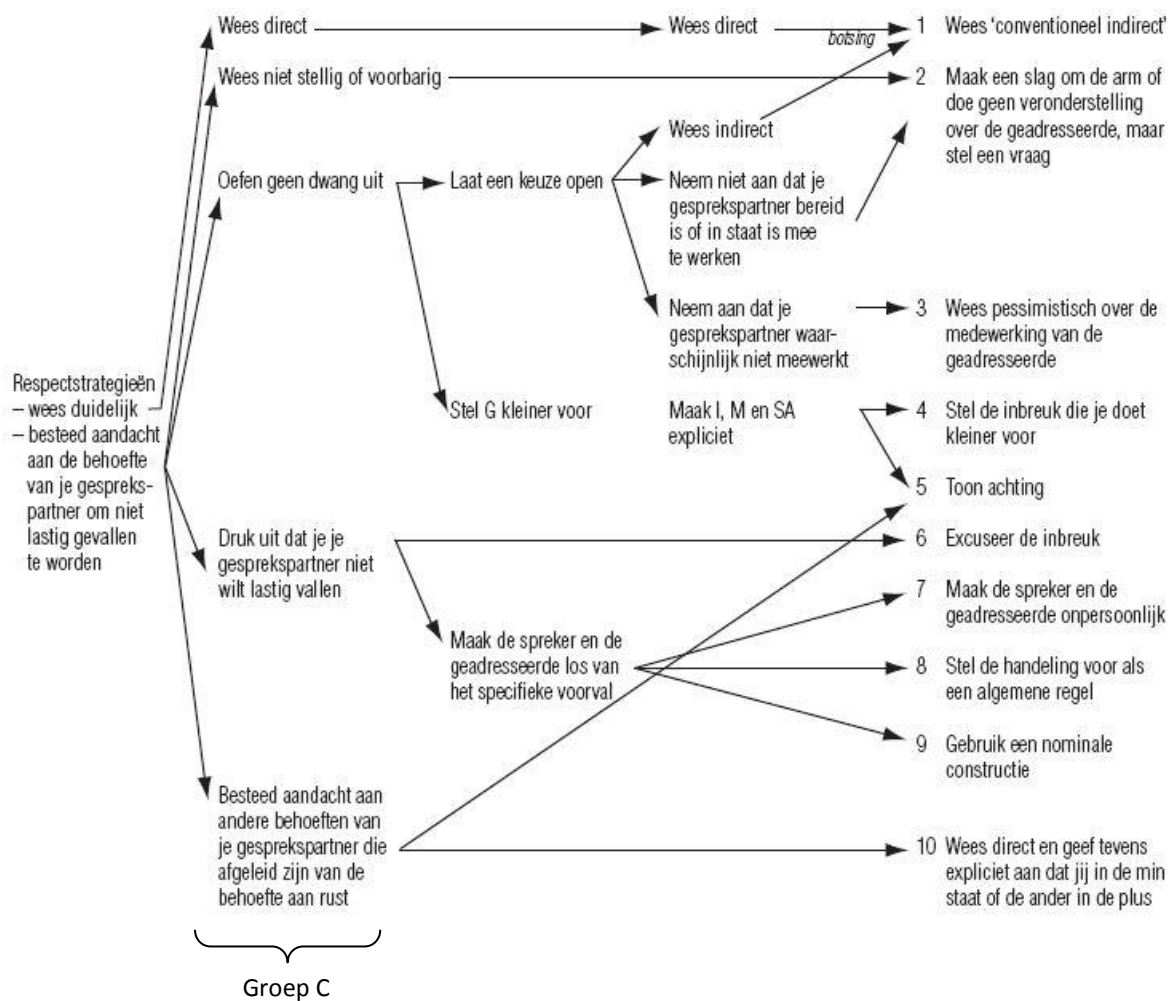 Respectstrategieën
– wees duidelijk
– besteed aandacht
aan de behoefte
van je gespreks-
partner om niet
lastig gevallen
te worden
Wees direct
Wees niet stellig of voorbarig
Oefen geen dwang uit
Druk uit dat je je
gesprekspartner niet
wilt lastig vallen
Besteed aandacht aan
andere behoeften van
je gesprekspartner die
afgeleid zijn van de
behoefte aan rust
Groep C
Laat een keuze open
Stel G kleiner voor
Maak de spreker en de
geadresseerde los van
het specifieke voorval
Wees direct
botsing
Wees indirect
Neem niet aan dat je
gesprekspartner bereid
is of in staat is mee
te werken
Neem aan dat je
gesprekspartner waar-
schijnlijk niet meewerkt
Maak I, M en SA
expliciet
1 Wees ‘conventioneel indirect’
2 Maak een slag om de arm of
doe geen veronderstelling
over de geadresseerde, maar
stel een vraag
3 Wees pessimistisch over de
medewerking van de
geadresseerde
4 Stel de inbreuk die je doet
kleiner voor
5 Toon achting
6 Excuseer de inbreuk
7 Maak de spreker en de
geadresseerde onpersoonlijk
8 Stel de handeling voor als
een algemene regel
9 Gebruik een nominale
constructie
10 Wees direct en geef tevens
expliciet aan dat jij in de min
staat of de ander in de plus